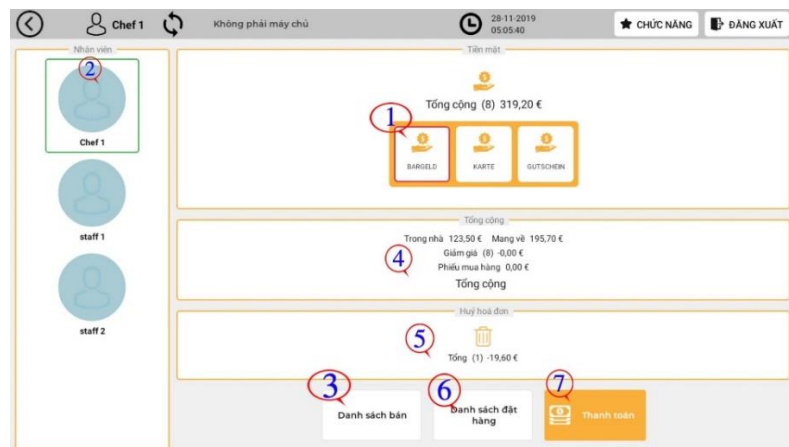 Chef 1
Không phải máy chủ
28-11-2019
05:05:40
CHỨC NĂNG
ĐĂNG XUẤT
Nhân viên
2
Chef 1
staff 1
staff 2
Tiền mặt
Tổng cộng (8) 319,20 €
1
BARGELD
KARTE
GUTSCHEIN
Tổng cộng
Trong nhà 123,50 € Mang về 195,70 €
4
Giảm giá (8) -0,00 €
Phiếu mua hàng 0,00 €
Tổng cộng
Huỷ hoá đơn
5
Tổng (1) -19,60 €
3
Danh sách bán
6
Danh sách đặt
hàng
7
Thanh toán